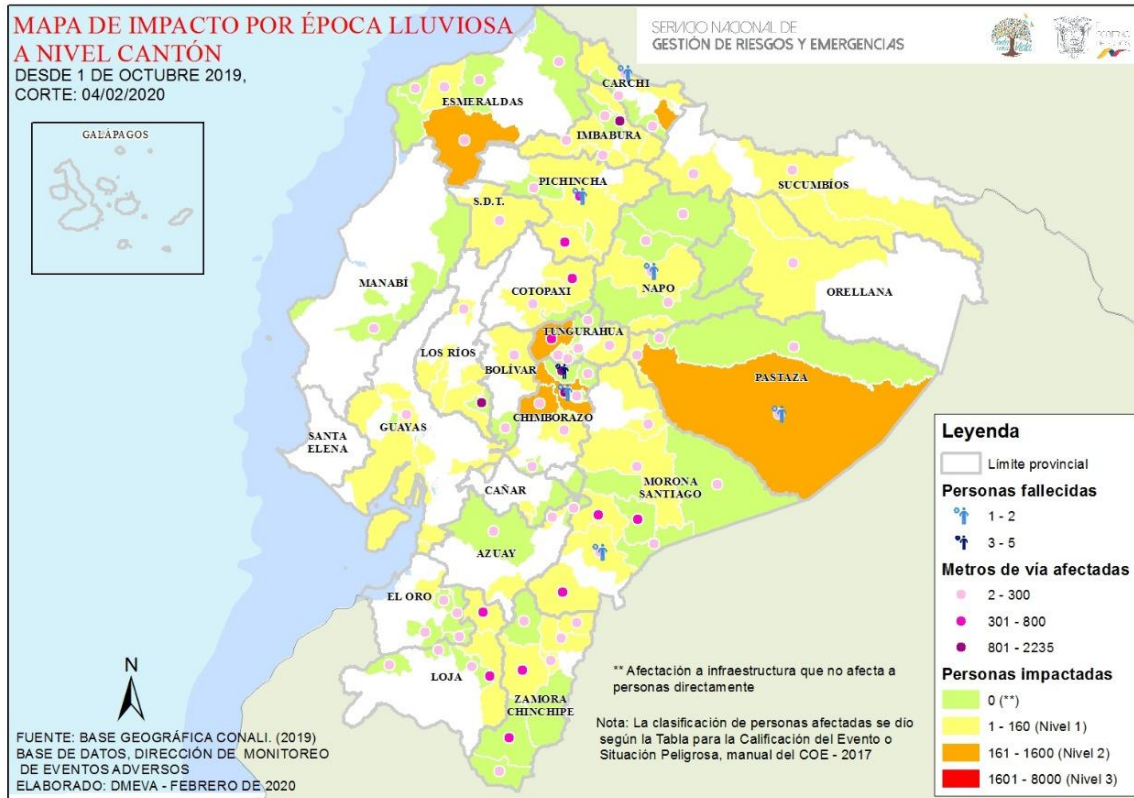 MAPA DE IMPACTO POR ÉPOCA LLUVIOSA
A NIVEL CANTÓN
DESDE 1 DE OCTUBRE 2019,
CORTE: 04/02/2020
SERVICIO NACIONAL DE
GESTIÓN DE RIESGOS Y EMERGENCIAS
GALÁPAGOS
CARCHI
ESMERALDAS
IMBABURA
PICHINCHA
SUCUMBÍOS
S.D.T.
MANABÍ
COTOPAXI
NAPO
ORELLANA
TUNGURAHUA
LOS RÍOS
BOLÍVAR
PASTAZA
CHIMBORAZO
GUAYAS
SANTA
ELENA
CAÑAR
MORONA
SANTIAGO
AZUAY
EL ORO
LOJA
ZAMORA
CHINCHIPE
N
FUENTE: BASE GEOGRÁFICA CONALI. (2019)
BASE DE DATOS, DIRECCIÓN DE MONITOREO
DE EVENTOS ADVERSOS
ELABORADO: DMEVA - FEBRERO DE 2020
** Afectación a infraestructura que no afecta a
personas directamente
Nota: La clasificación de personas afectadas se dío
según la Tabla para la Calificación del Evento o
Situación Peligrosa, manual del COE - 2017
Leyenda
Límite provincial
Personas fallecidas
1 - 2
3 - 5
Metros de vía afectadas
2 - 300
301 - 800
801 - 2235
Personas impactadas
0 (**)
1 - 160 (Nivel 1)
161 - 1600 (Nivel 2)
1601 - 8000 (Nivel 3)